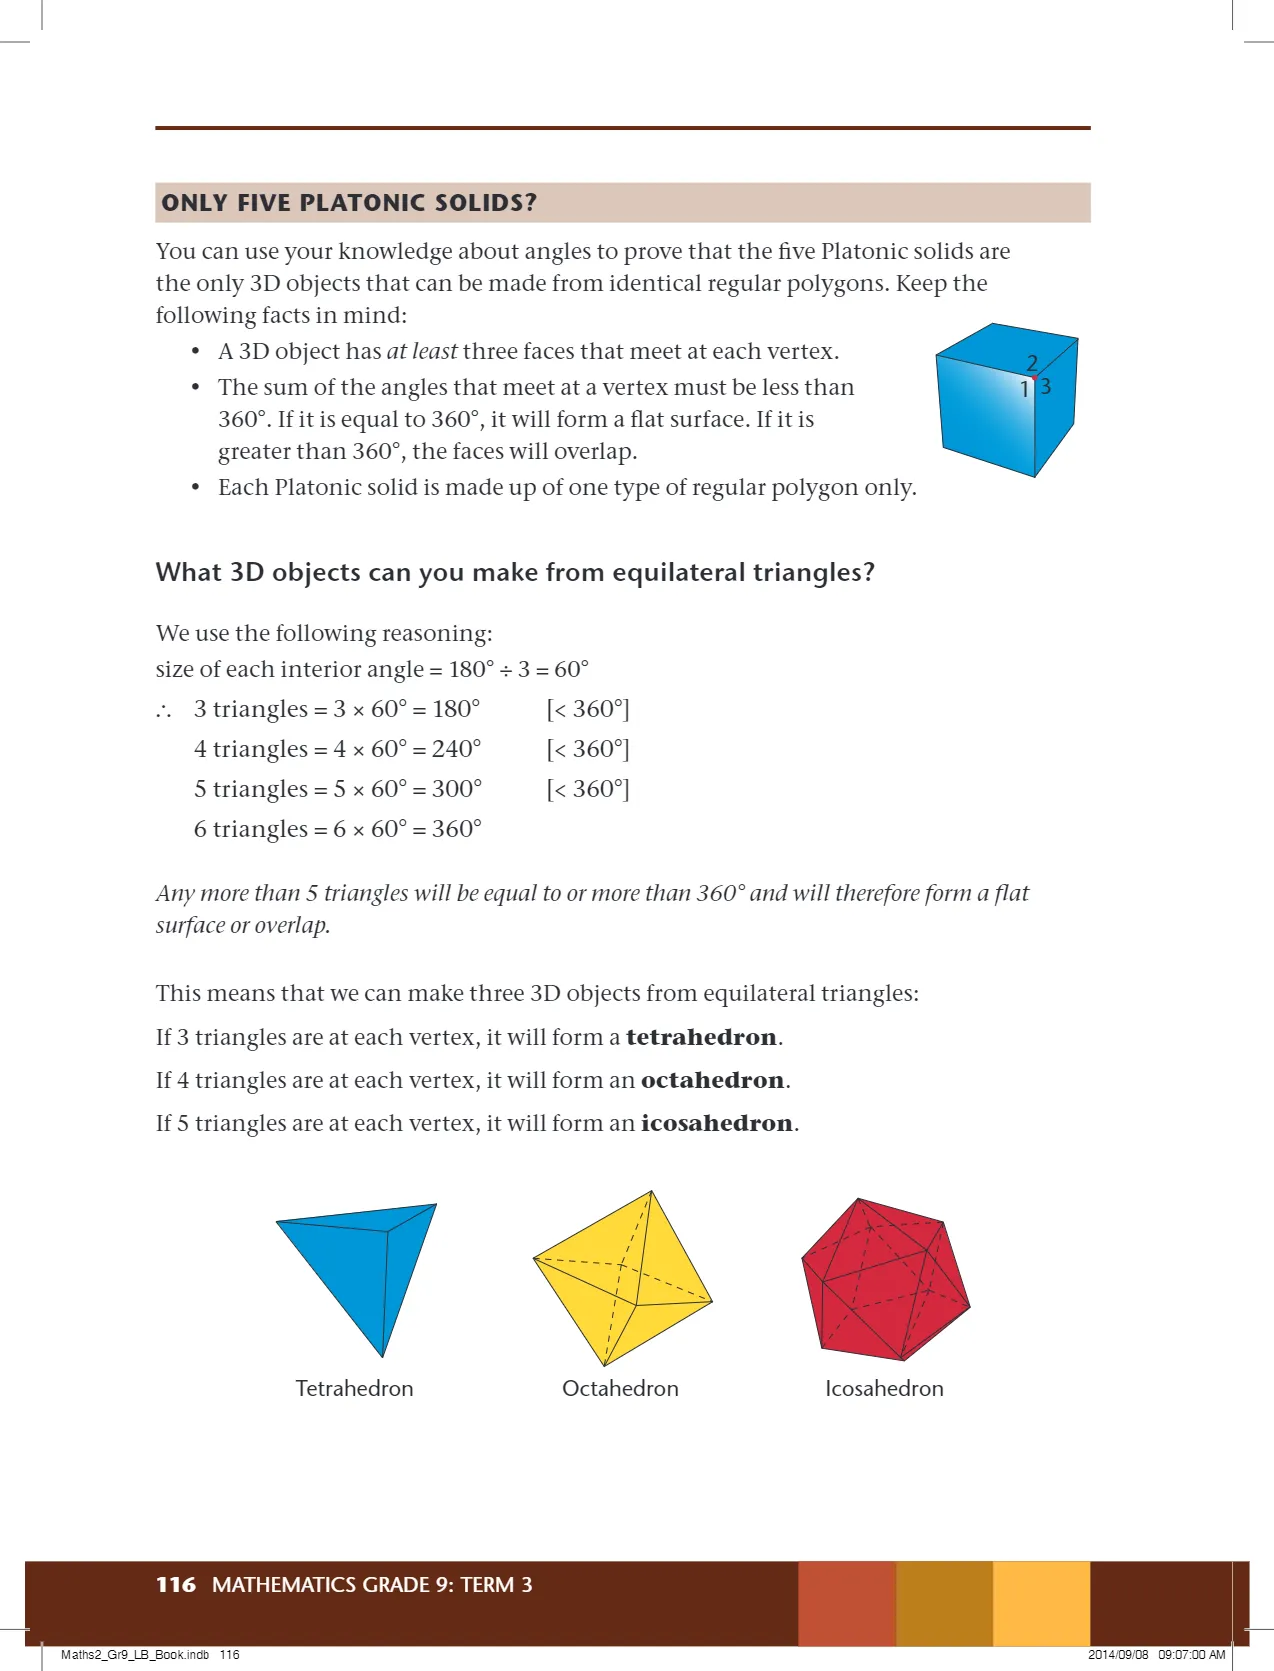 ONLY FIVE PLATONIC SOLIDS?
You can use your knowledge about angles to prove that the five Platonic solids are
the only 3D objects that can be made from identical regular polygons. Keep the
following facts in mind:
• A 3D object has at least three faces that meet at each vertex.
• The sum of the angles that meet at a vertex must be less than
360°. If it is equal to 360°, it will form a flat surface. If it is
greater than 360°, the faces will overlap.
• Each Platonic solid is made up of one type of regular polygon only.
2
1 3
What 3D objects can you make from equilateral triangles?
We use the following reasoning:
size of each interior angle = 180° ÷ 3 = 60°
∴ 3 triangles = 3 × 60° = 180° [< 360°]
4 triangles = 4 × 60° = 240° [< 360°]
5 triangles = 5 × 60° = 300° [< 360°]
6 triangles = 6 × 60° = 360°
Any more than 5 triangles will be equal to or more than 360° and will therefore form a flat
surface or overlap.
This means that we can make three 3D objects from equilateral triangles:
If 3 triangles are at each vertex, it will form a tetrahedron.
If 4 triangles are at each vertex, it will form an octahedron.
If 5 triangles are at each vertex, it will form an icosahedron.
Tetrahedron Octahedron Icosahedron
116 MATHEMATICS GRADE 9: TERM 3
Maths2_Gr9_LB_Book.indb 116 2014/09/08 09:07:00 AM